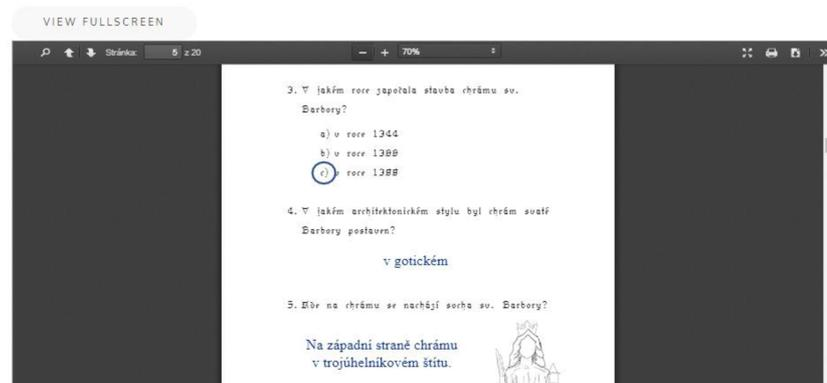 VIEW FULLSCREEN
Stránka: 5 z 20
70%
3. V jakém roce započala stavba chrámu sv.
Barbory?
a) v roce 1344
b) v roce
c) v roce 1388
4. V jakém architektonickém stylu byl chrám svaté
Barbory postaven?
v gotickém
5. Kde na chrámu se nachází socha sv. Barbory?
Na západní straně chrámu
v trojúhelníkovém štítu.